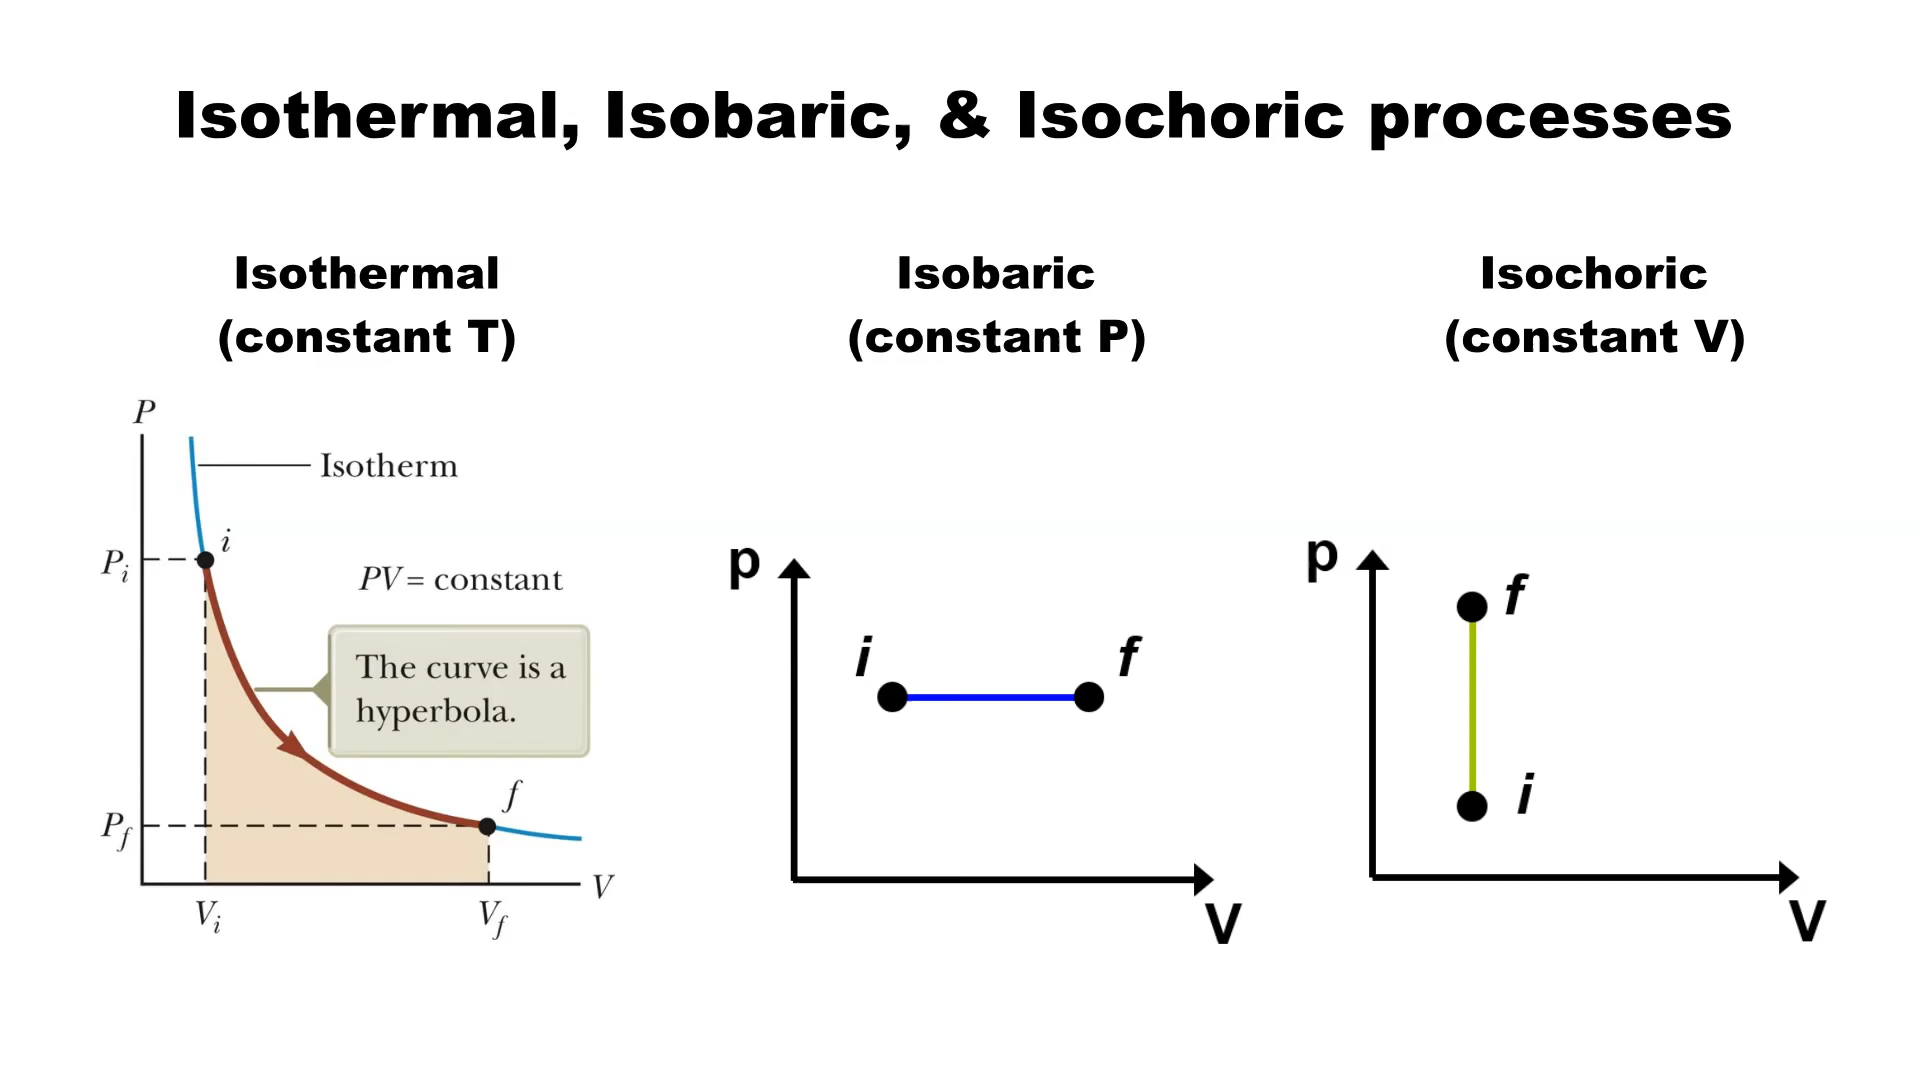 Isothermal, Isobaric, & Isochoric processes
Isothermal
(constant T)
P
Isotherm
i
Pi
PV = constant
The curve is a
hyperbola.
f
Pf
V
Vi
Vf
Isobaric
(constant P)
p
i
f
V
Isochoric
(constant V)
p
f
i
V